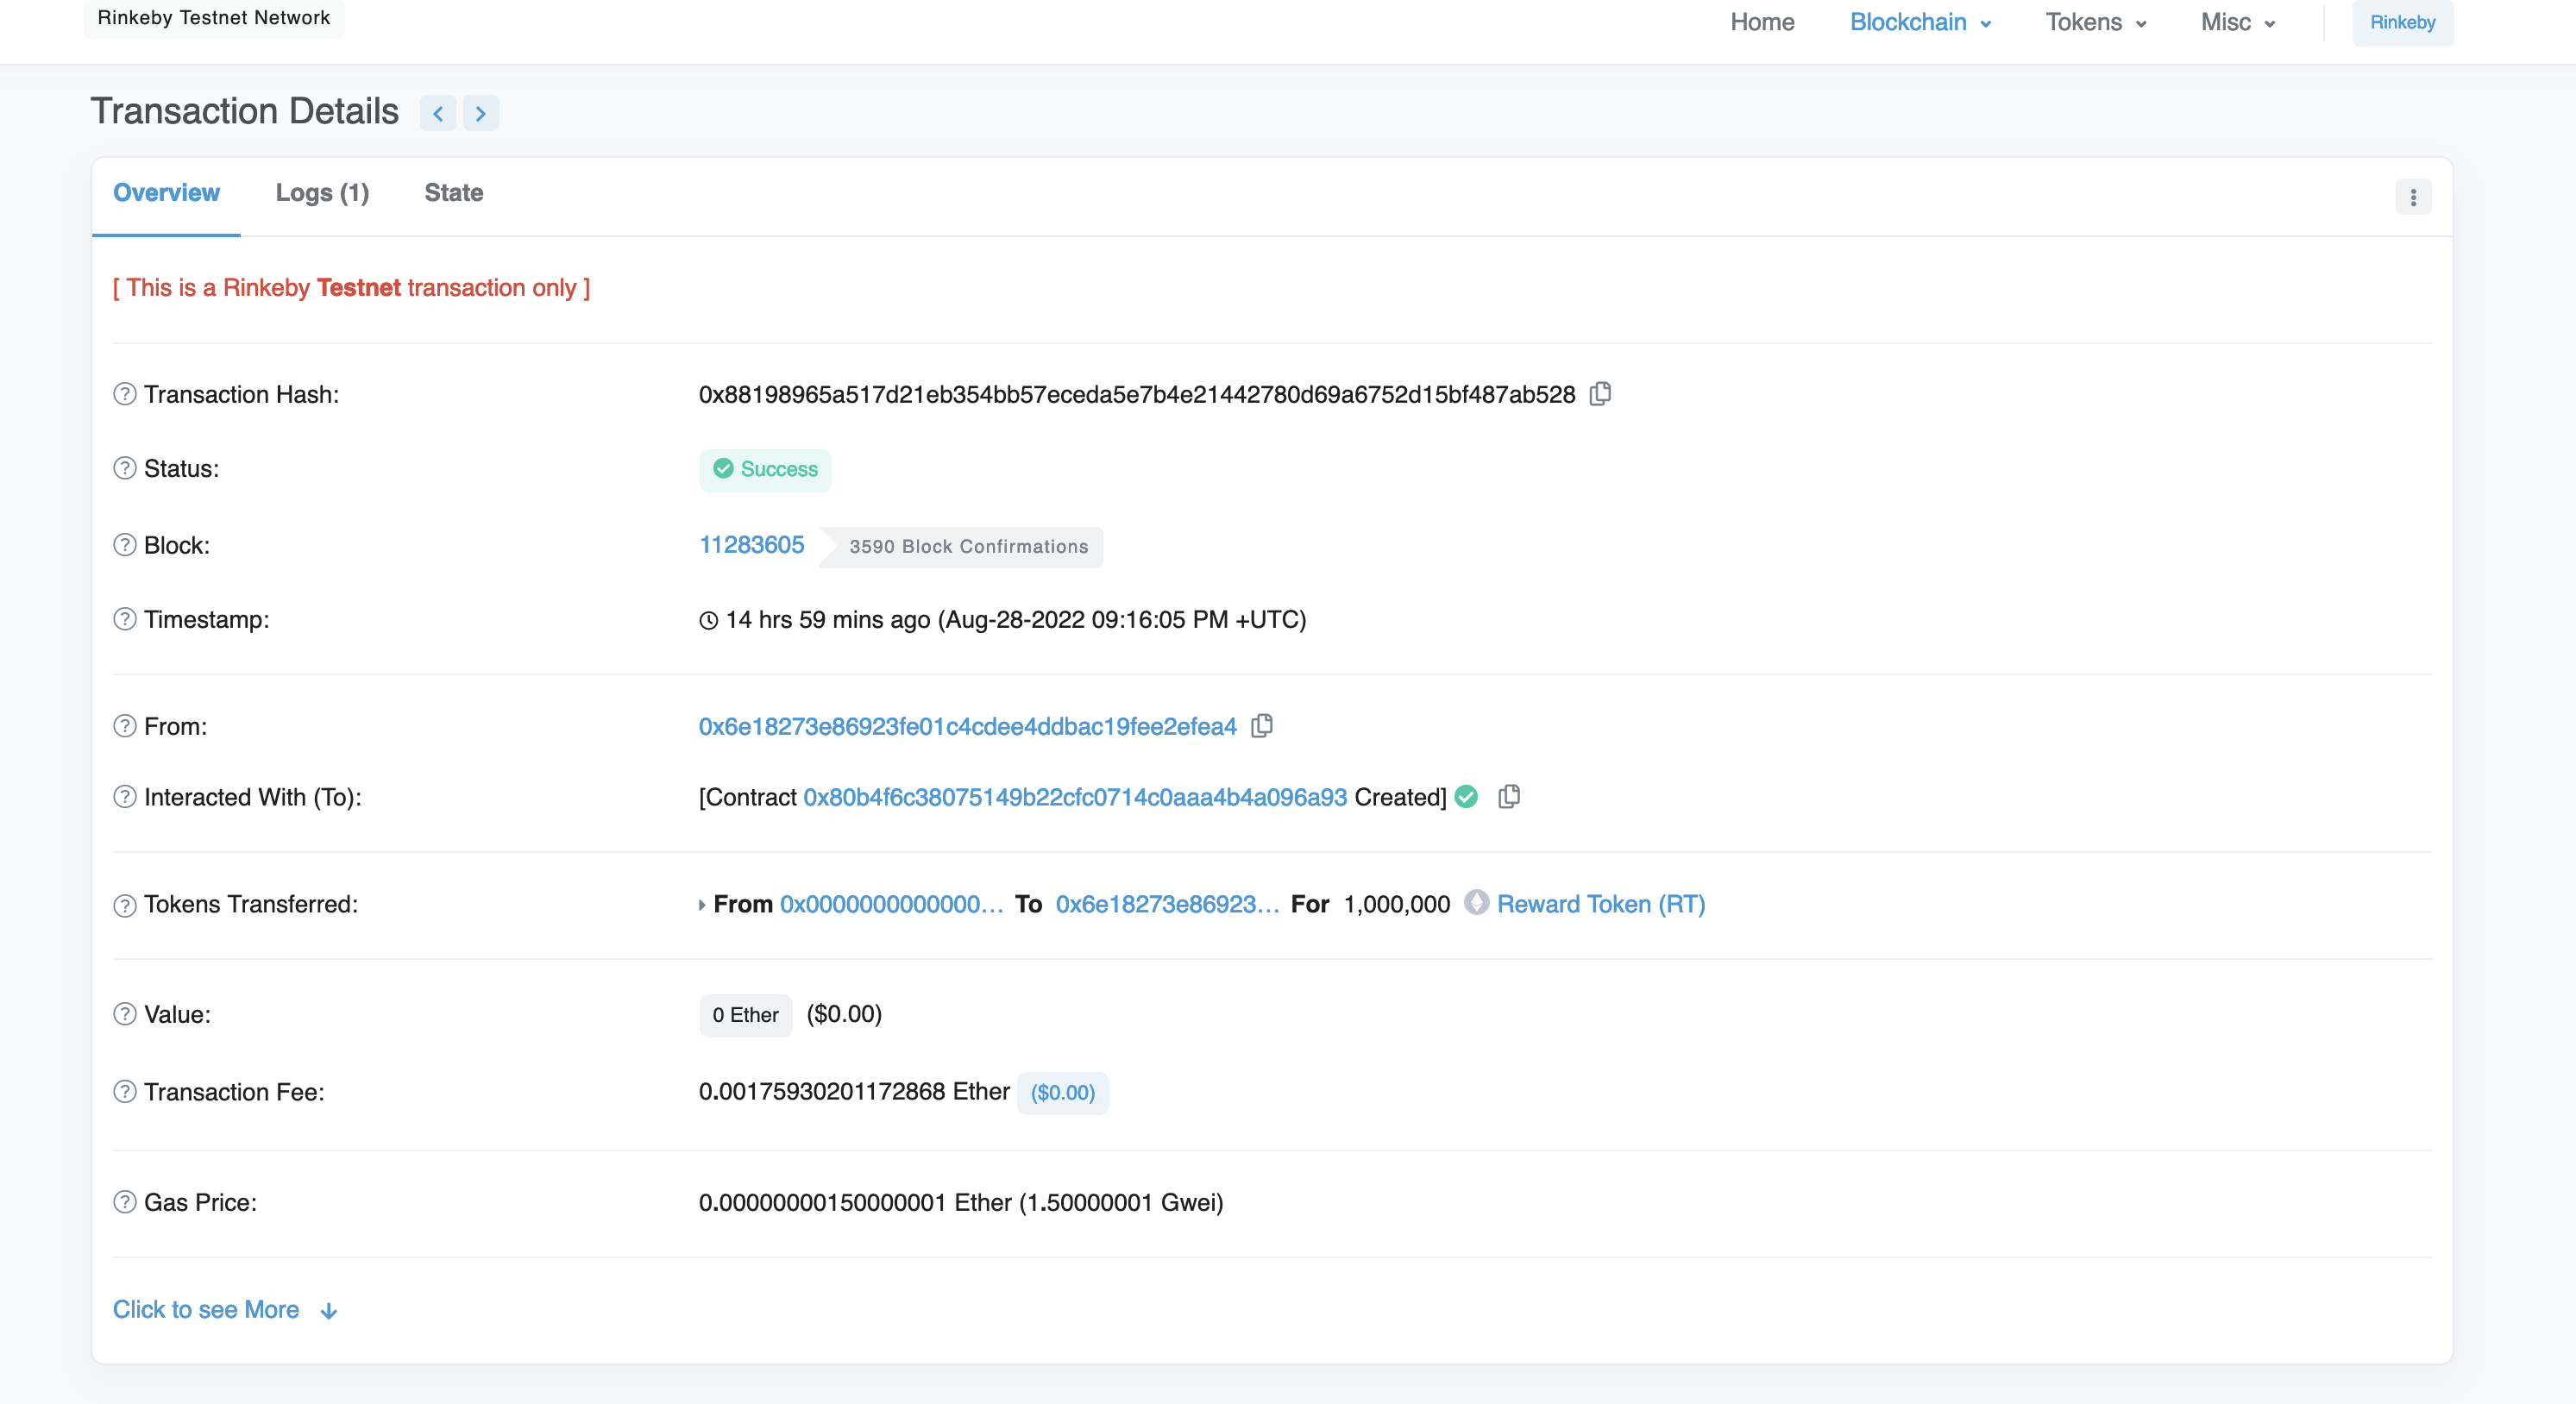 Rinkeby Testnet Network
Home Blockchain Tokens Misc Rinkeby
Transaction Details
Overview Logs (1) State
[ This is a Rinkeby Testnet transaction only ]
Transaction Hash: 0x88198965a517d21eb354bb57eceda5e7b4e21442780d69a6752d15bf487ab528
Status: Success
Block: 11283605 3590 Block Confirmations
Timestamp: 14 hrs 59 mins ago (Aug-28-2022 09:16:05 PM +UTC)
From: 0x6e18273e86923fe01c4cdee4ddbac19fee2efea4
Interacted With (To): [Contract 0x80b4f6c38075149b22cfc0714c0aaa4b4a096a93 Created]
Tokens Transferred: From 0x0000000000000... To 0x6e18273e86923... For 1,000,000 Reward Token (RT)
Value: 0 Ether ($0.00)
Transaction Fee: 0.00175930201172868 Ether ($0.00)
Gas Price: 0.00000000150000001 Ether (1.50000001 Gwei)
Click to see More